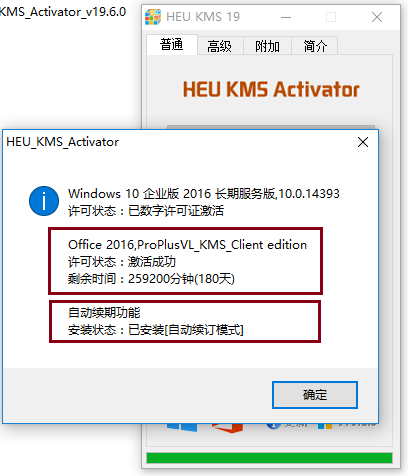 KMS_Activator_v19.6.0
HEU KMS 19
普通 高级 附加 简介
HEU KMS Activator
HEU_KMS_Activator
Windows 10 企业版 2016 长期服务版,10.0.14393
许可状态：已数字许可证激活
Office 2016,ProPlusVL_KMS_Client edition
许可状态：激活成功
剩余时间：259200分钟(180天)
自动续期功能
安装状态：已安装[自动续订模式]
确定